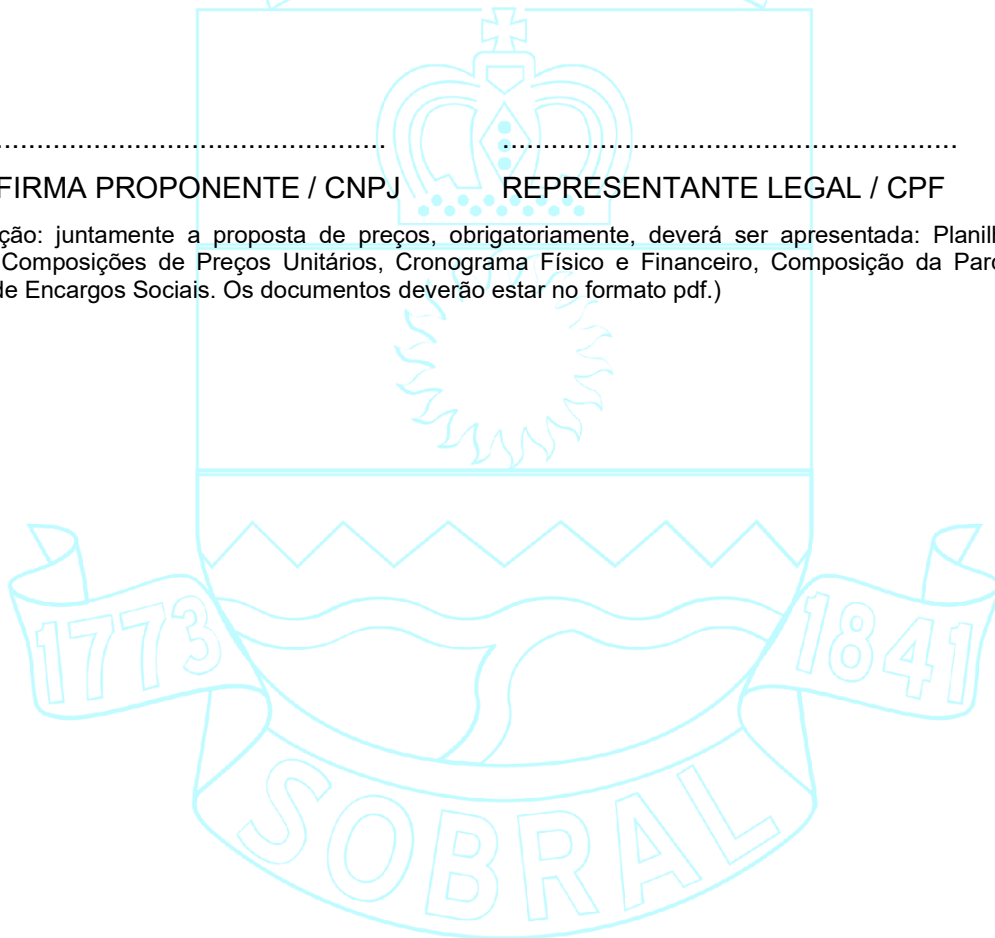 ................................................ ........................................................
FIRMA PROPONENTE / CNPJ REPRESENTANTE LEGAL / CPF
ção: juntamente a proposta de preços, obrigatoriamente, deverá ser apresentada: Planill
Composições de Preços Unitários, Cronograma Físico e Financeiro, Composição da Parc
de Encargos Sociais. Os documentos deverão estar no formato pdf.)
1773 1841
SOBRAL